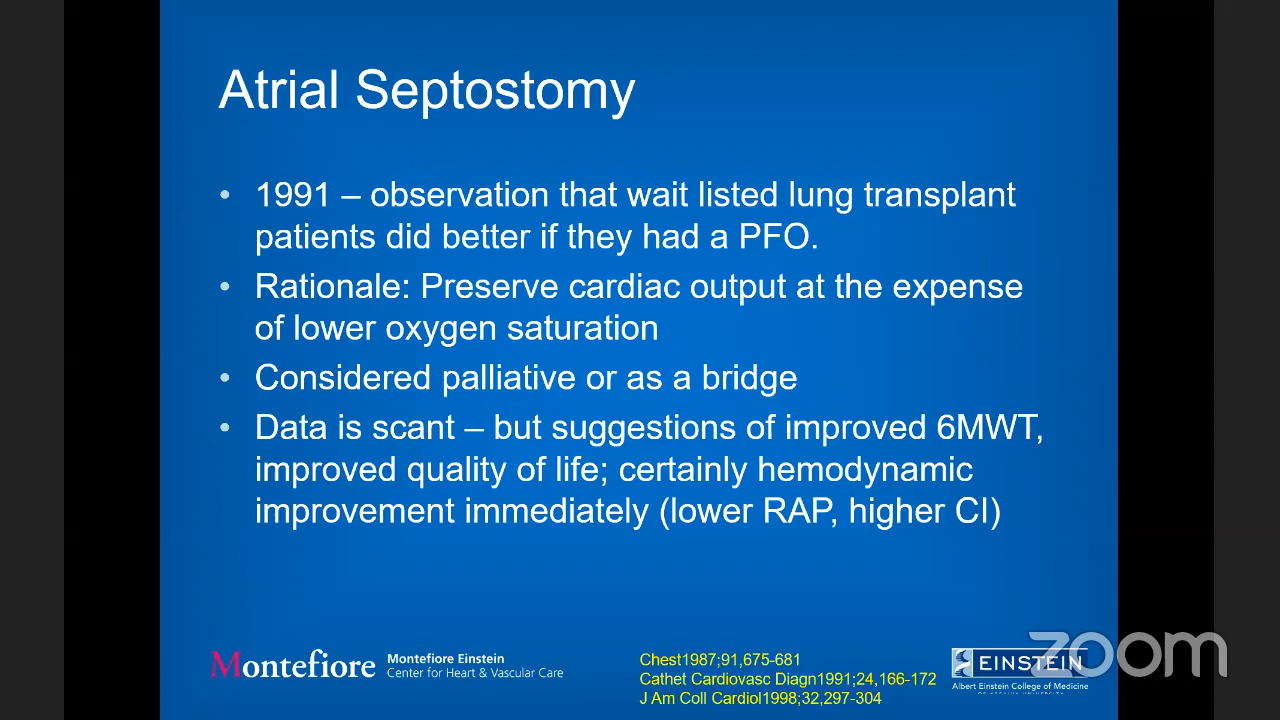 Atrial Septostomy
• 1991 – observation that wait listed lung transplant
patients did better if they had a PFO.
• Rationale: Preserve cardiac output at the expense
of lower oxygen saturation
• Considered palliative or as a bridge
• Data is scant – but suggestions of improved 6MWT,
improved quality of life; certainly hemodynamic
improvement immediately (lower RAP, higher CI)
Montefiore
Montefiore Einstein
Center for Heart & Vascular Care
Chest1987;91,675-681
Cathet Cardiovasc Diagn1991;24,166-172
J Am Coll Cardiol1998;32,297-304
EINSTEIN
Albert Einstein College of Medicine
zoom